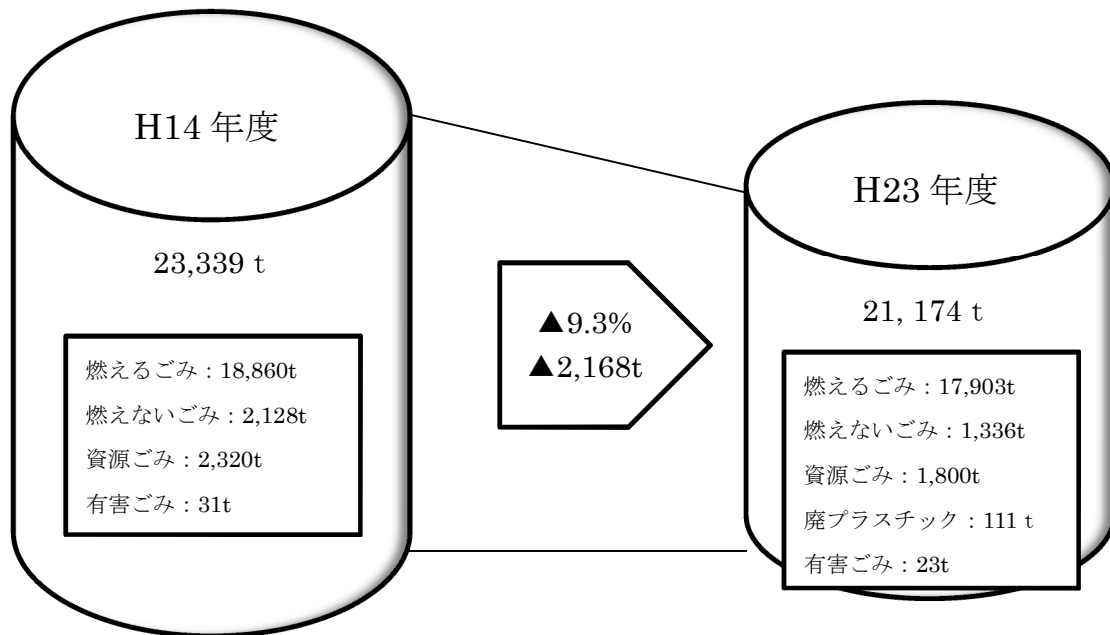 H14 年度
23,339 t
燃えるごみ：18,860t
燃えないごみ：2,128t
資源ごみ：2,320t
有害ごみ：31t
▲9.3%
▲2,168t
H23 年度
21, 174 t
燃えるごみ：17,903t
燃えないごみ：1,336t
資源ごみ：1,800t
廃プラスチック：111 t
有害ごみ：23t